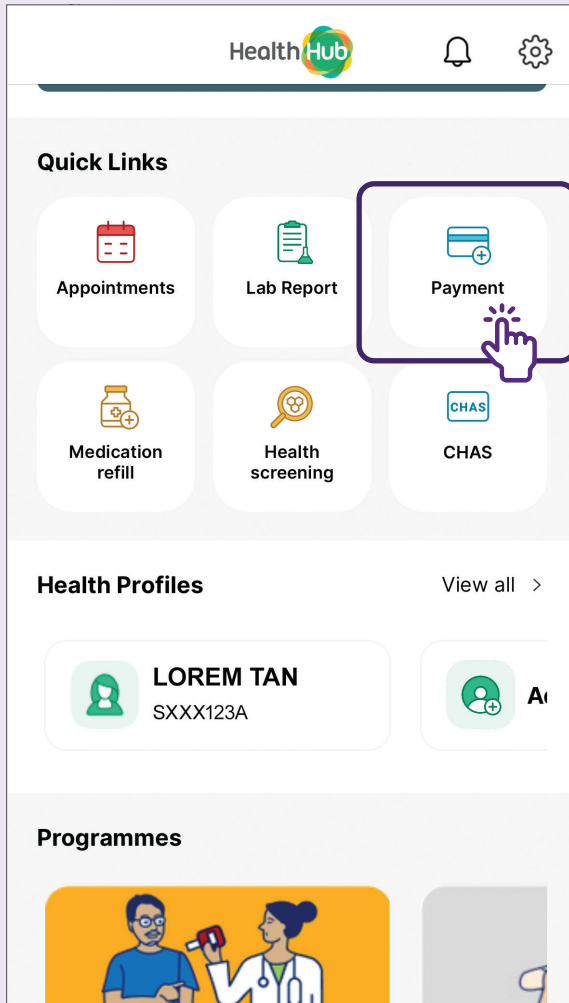 HealthHub
Quick Links
Appointments
Lab Report
Payment
Medication
refill
Health
screening
CHAS
CHAS
Health Profiles
View all >
LOREM TAN
SXXX123A
Programmes